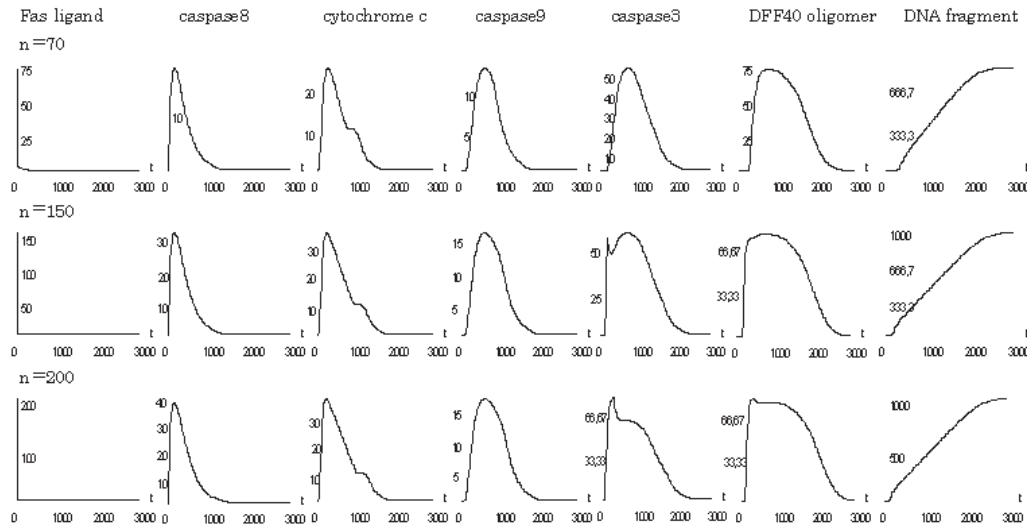 Fas ligand caspase8 cytochrome c caspase9 caspase3 DFF40 oligomer DNA fragment
n=70
75 50 25 t
10 t
20 10 t
10 5 t
50 40 30 20 10 t
75 50 25 t
666,7 333,3 t
0 1000 2000 3000 0 1000 2000 3000 0 1000 2000 3000 0 1000 2000 3000 0 1000 2000 3000 0 1000 2000 3000 0 1000 2000 3000
n=150
150 100 50 t
30 20 10 t
30 20 10 t
15 10 5 t
50 25 t
66,67 33,33 t
1000 666,7 333,3 t
0 1000 2000 3000 0 1000 2000 3000 0 1000 2000 3000 0 1000 2000 3000 0 1000 2000 3000 0 1000 2000 3000 0 1000 2000 3000
n=200
200 100 t
40 30 20 10 t
30 20 10 t
15 10 5 t
66,67 33,33 t
66,67 33,33 t
1000 500 t
0 1000 2000 3000 0 1000 2000 3000 0 1000 2000 3000 0 1000 2000 3000 0 1000 2000 3000 0 1000 2000 3000 0 1000 2000 3000